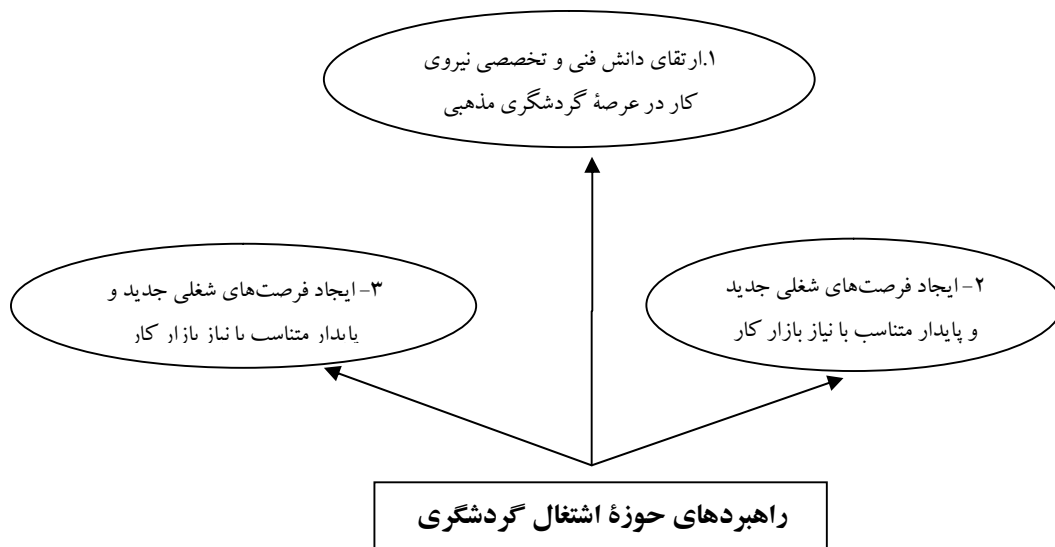 ۱.ارتقای دانش فنی و تخصصی نیروی
کار در عرصهٔ گردشگری مذهبی
۲- ایجاد فرصت‌های شغلی جدید
و پایدار متناسب با نیاز بازار کار
۳- ایجاد فرصت‌های شغلی جدید و
پایدار متناسب با نیاز بازار کار
راهبردهای حوزهٔ اشتغال گردشگری